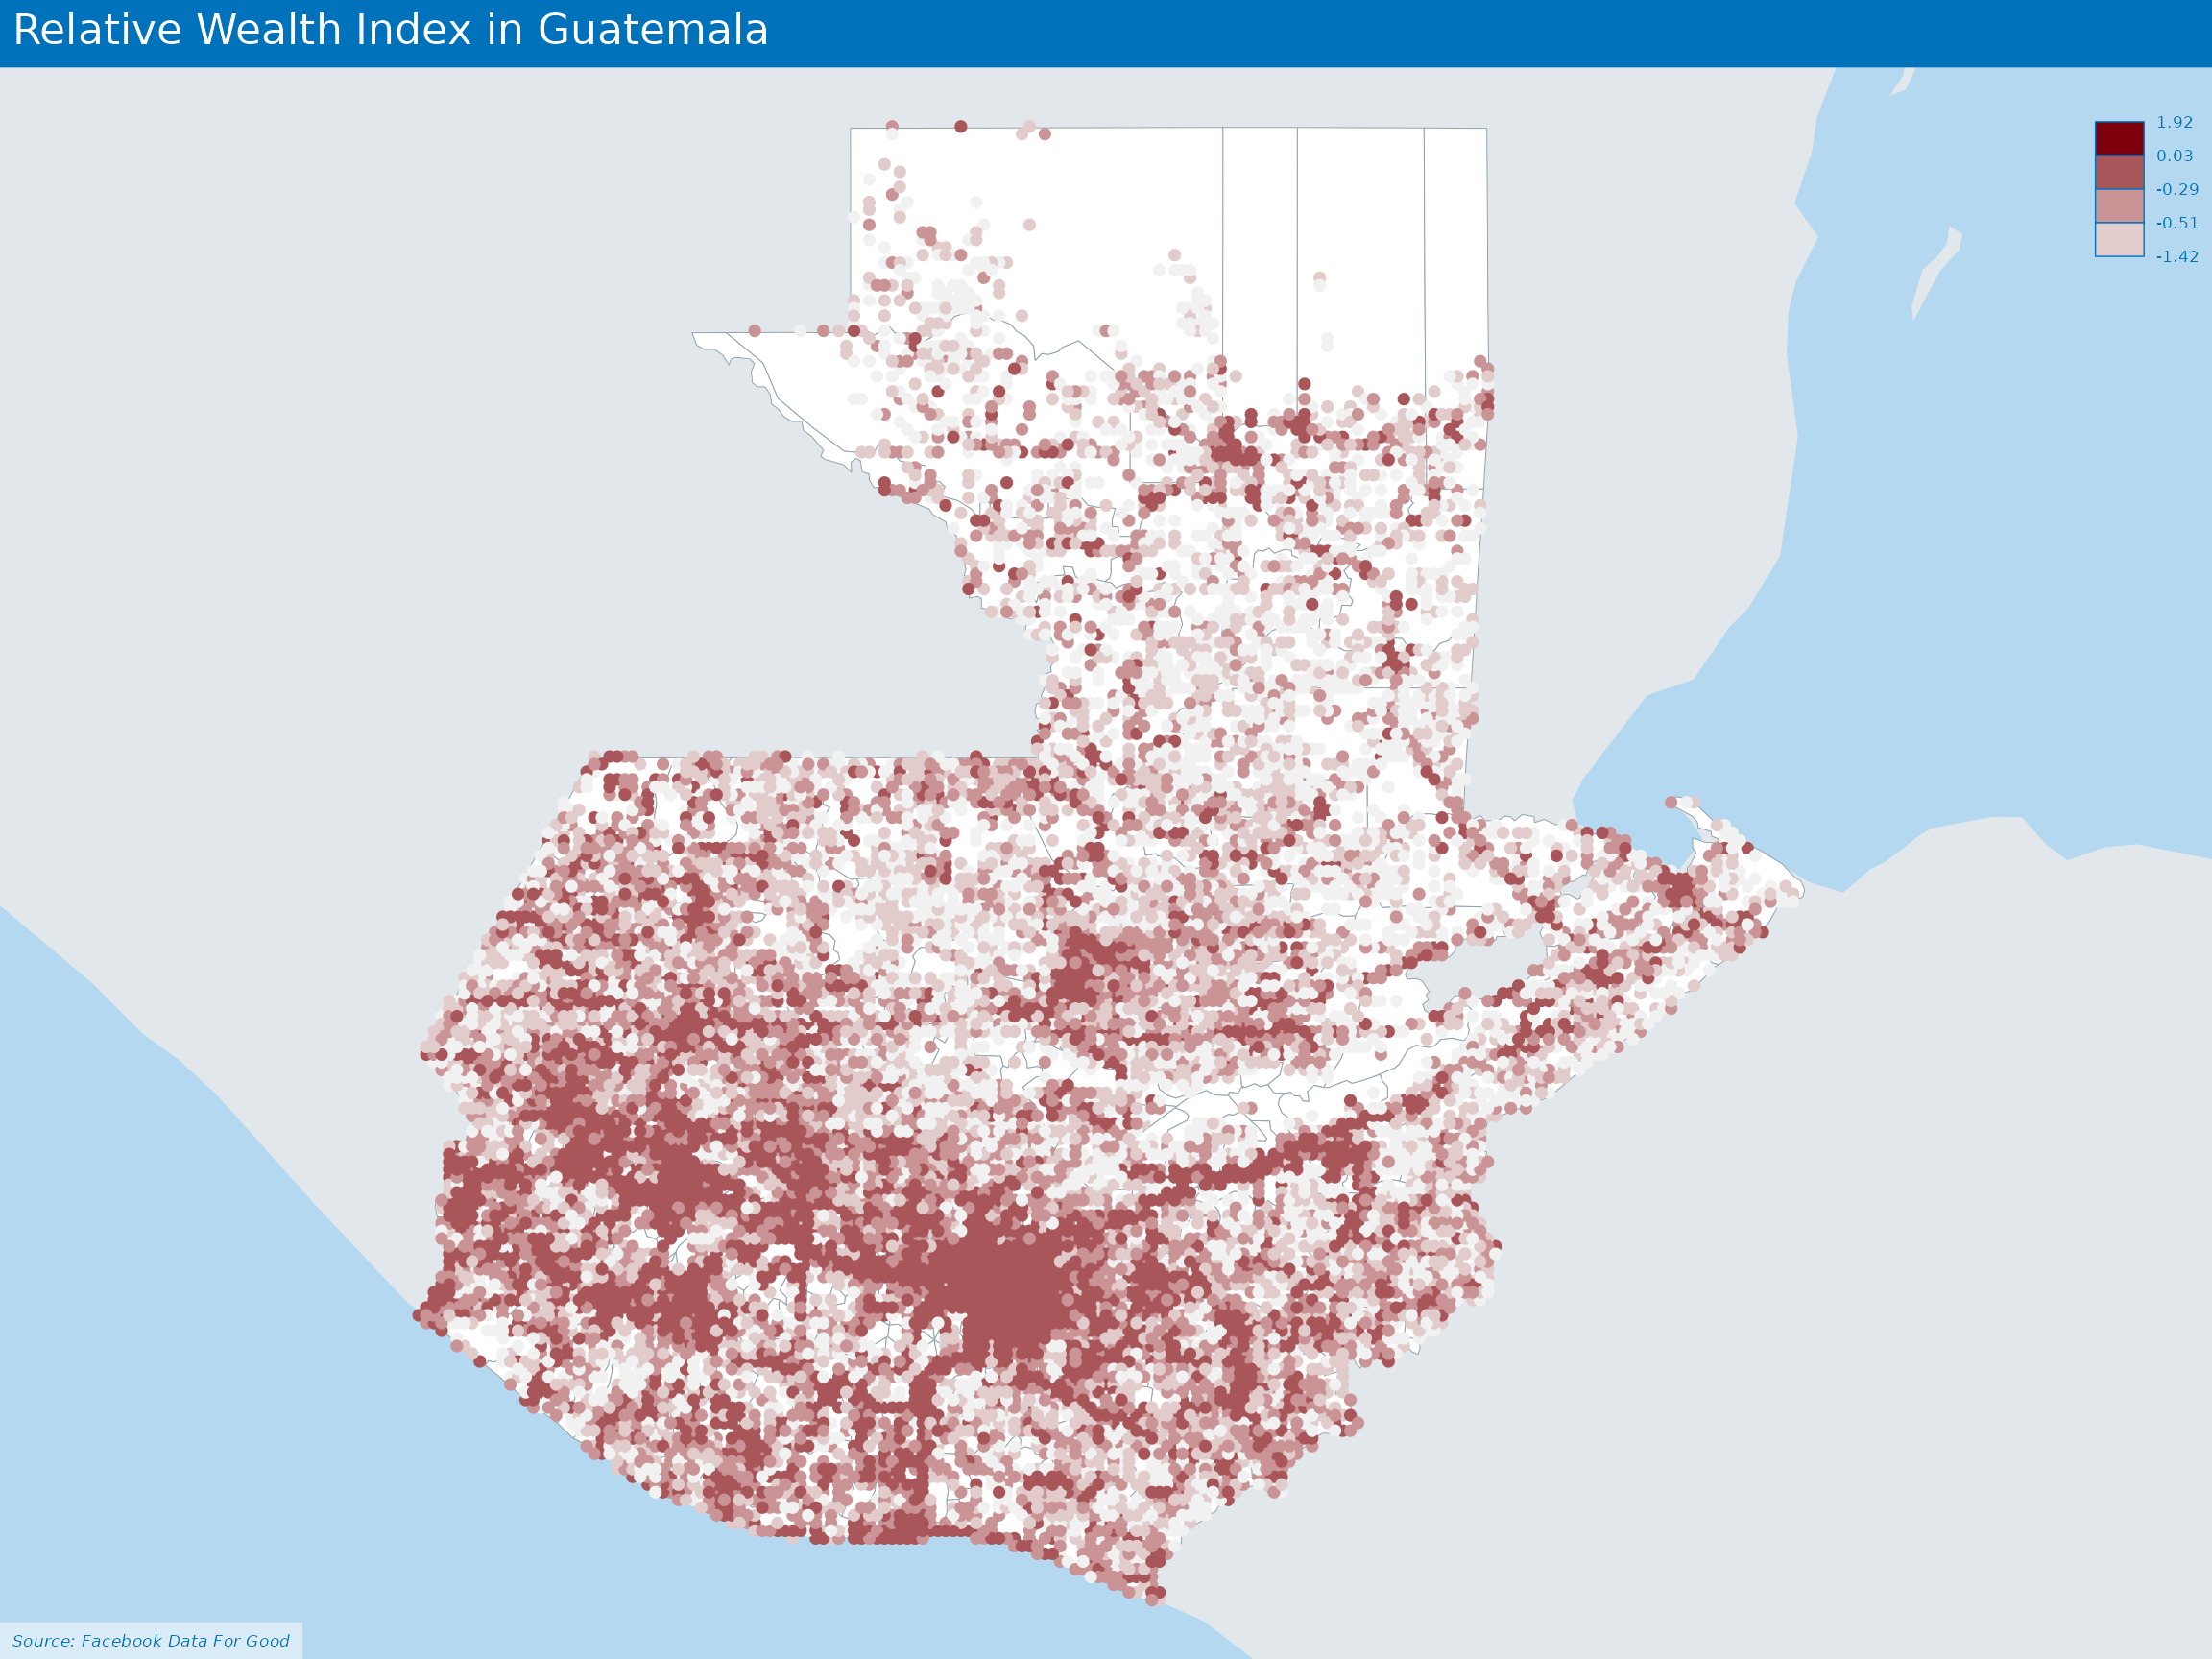 Relative Wealth Index in Guatemala
1.92
0.03
-0.29
-0.51
-1.42
Source: Facebook Data For Good